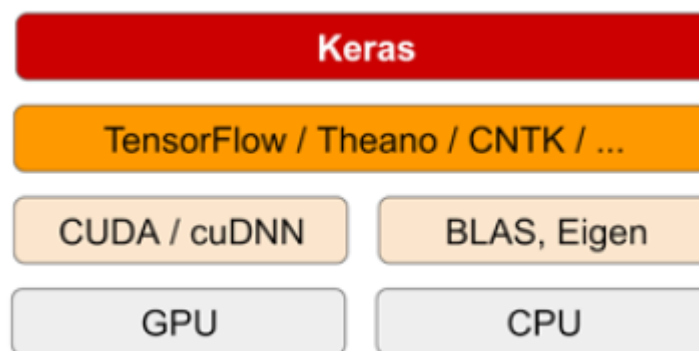 Keras
TensorFlow / Theano / CNTK / ...
CUDA / cuDNN
BLAS, Eigen
GPU
CPU